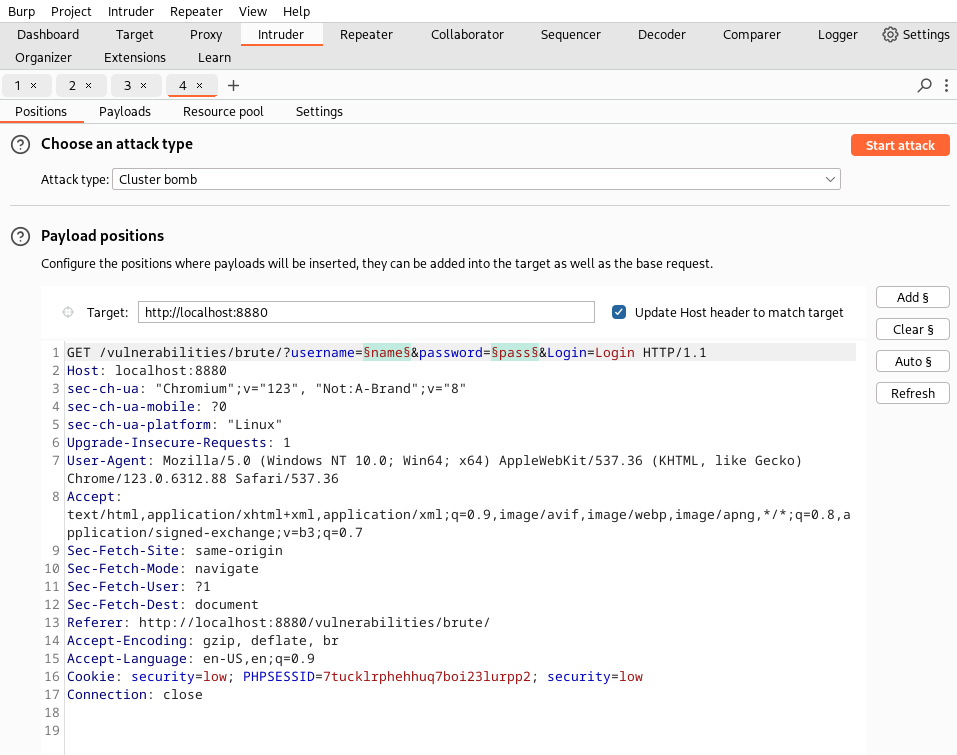 Burp Project Intruder Repeater View Help
Dashboard Target Proxy Intruder Repeater Collaborator Sequencer Decoder Comparer Logger Settings
Organizer Extensions Learn
1 × 2 × 3 × 4 × +
Positions Payloads Resource pool Settings
? Choose an attack type Start attack
Attack type: Cluster bomb
? Payload positions
Configure the positions where payloads will be inserted, they can be added into the target as well as the base request.
Add §
Target: http://localhost:8880 Update Host header to match target
Clear §
Auto §
Refresh
1 GET /vulnerabilities/brute/?username=§name§&password=§pass§&Login=Login HTTP/1.1
2 Host: localhost:8880
3 sec-ch-ua: "Chromium";v="123", "Not:A-Brand";v="8"
4 sec-ch-ua-mobile: ?0
5 sec-ch-ua-platform: "Linux"
6 Upgrade-Insecure-Requests: 1
7 User-Agent: Mozilla/5.0 (Windows NT 10.0; Win64; x64) AppleWebKit/537.36 (KHTML, like Gecko)
Chrome/123.0.6312.88 Safari/537.36
8 Accept:
text/html,application/xhtml+xml,application/xml;q=0.9,image/avif,image/webp,image/apng,*/*;q=0.8,a
pplication/signed-exchange;v=b3;q=0.7
9 Sec-Fetch-Site: same-origin
10 Sec-Fetch-Mode: navigate
11 Sec-Fetch-User: ?1
12 Sec-Fetch-Dest: document
13 Referer: http://localhost:8880/vulnerabilities/brute/
14 Accept-Encoding: gzip, deflate, br
15 Accept-Language: en-US,en;q=0.9
16 Cookie: security=low; PHPSESSID=7tucklrphehhuq7boi23lurpp2; security=low
17 Connection: close
18
19